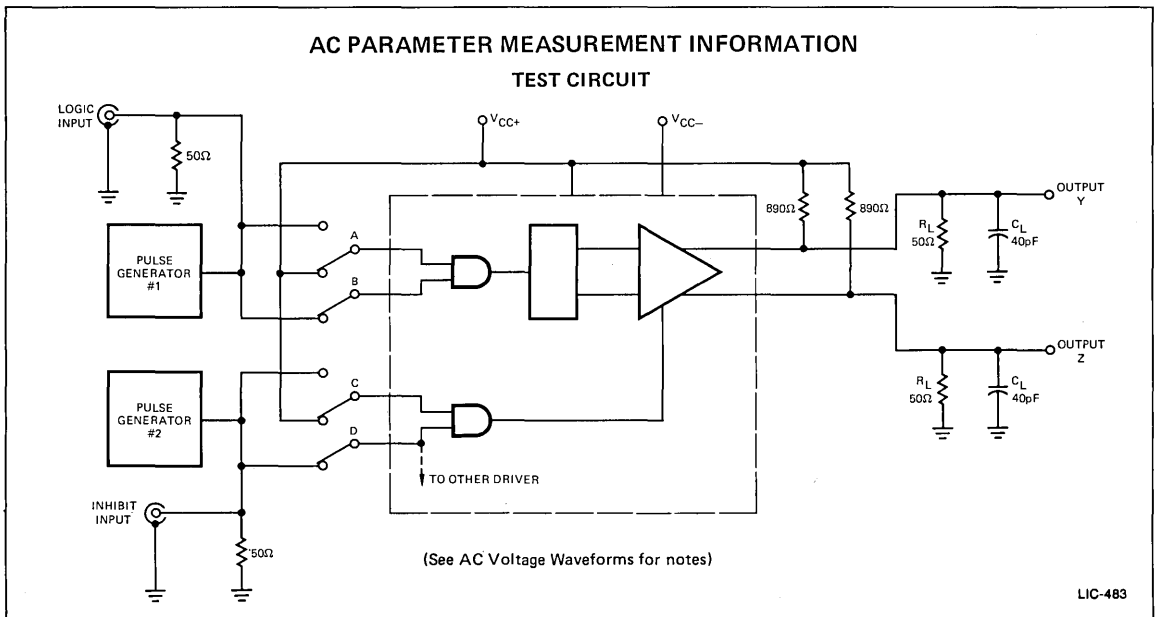 AC PARAMETER MEASUREMENT INFORMATION
TEST CIRCUIT
LOGIC
INPUT
50Ω
VCC+
VCC−
PULSE
GENERATOR
#1
A
B
890Ω
890Ω
RL
50Ω
CL
40pF
OUTPUT
Y
PULSE
GENERATOR
#2
C
D
TO OTHER DRIVER
RL
50Ω
CL
40pF
OUTPUT
Z
INHIBIT
INPUT
50Ω
(See AC Voltage Waveforms for notes)
LIC-483